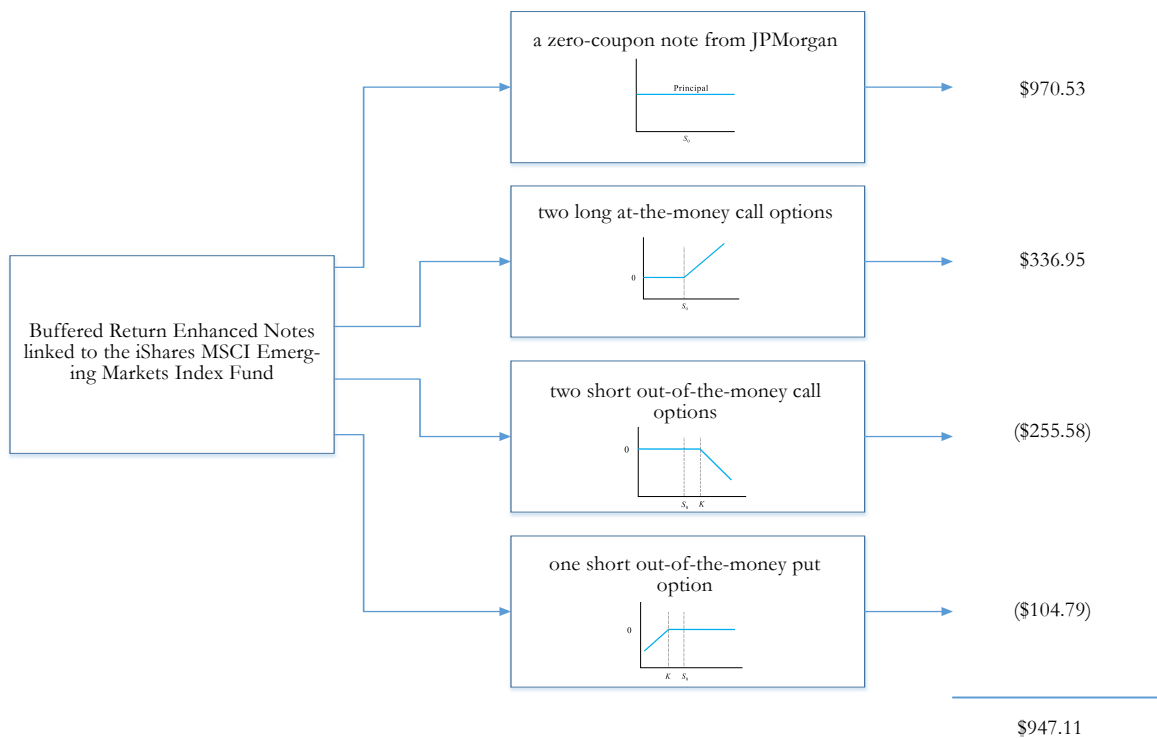 a zero-coupon note from JPMorgan
Principal
S0
$970.53
two long at-the-money call options
0
S0
$336.95
Buffered Return Enhanced Notes
linked to the iShares MSCI Emerg-
ing Markets Index Fund
two short out-of-the-money call
options
0
S0 K
($255.58)
one short out-of-the-money put
option
0
K S0
($104.79)
$947.11